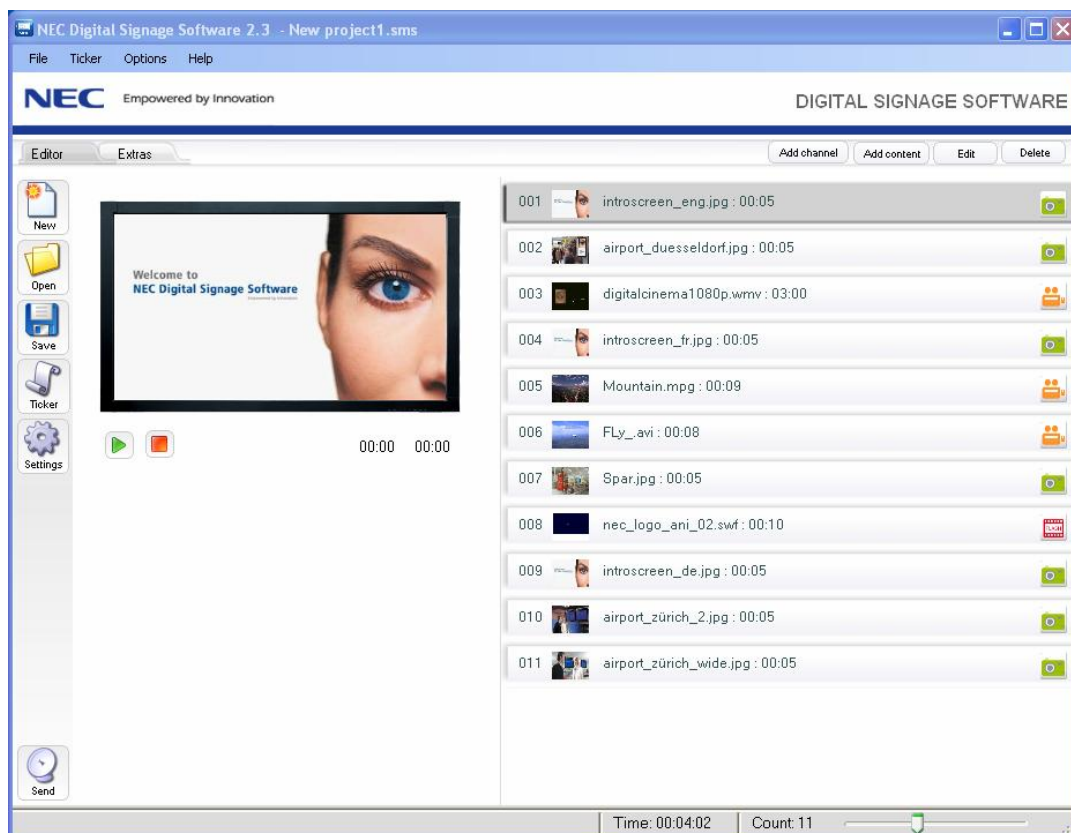 NEC Digital Signage Software 2.3 - New project1.sms
File Ticker Options Help
NEC Empowered by Innovation
DIGITAL SIGNAGE SOFTWARE
Editor Extras
Add channel Add content Edit Delete
New
Open
Save
Ticker
Settings
Send
Welcome to
NEC Digital Signage Software
Empowered by Innovation
00:00 00:00
001 introscreen_eng.jpg : 00:05
002 airport_duesseldorf.jpg : 00:05
003 digitalcinema1080p.wmv : 03:00
004 introscreen_fr.jpg : 00:05
005 Mountain.mpg : 00:09
006 FLy_.avi : 00:08
007 Spar.jpg : 00:05
008 nec_logo_ani_02.swf : 00:10
FLASH
009 introscreen_de.jpg : 00:05
010 airport_zürich_2.jpg : 00:05
011 airport_zürich_wide.jpg : 00:05
Time: 00:04:02 Count: 11